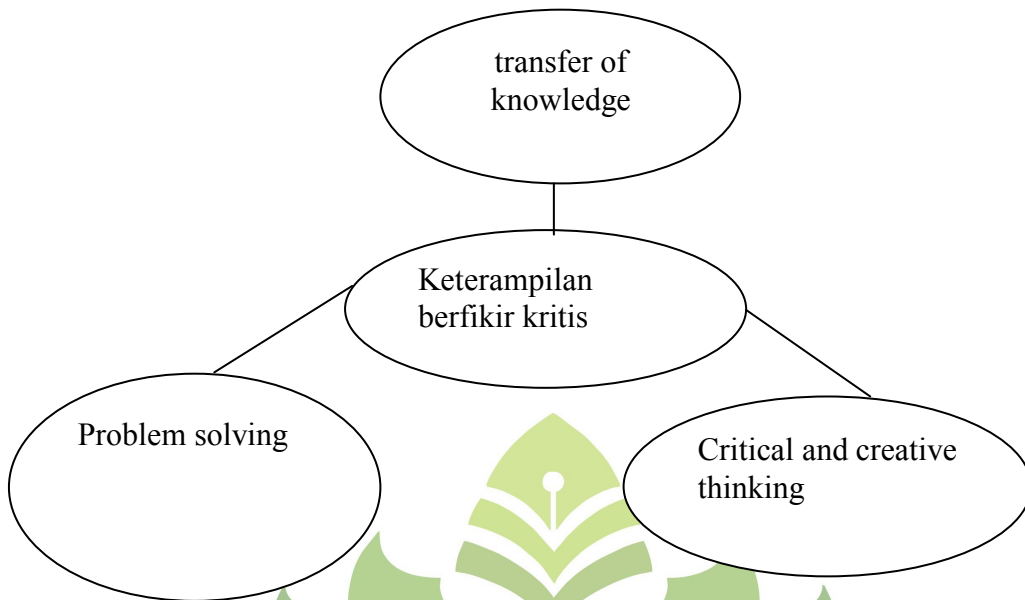 transfer of
knowledge
Keterampilan
berfikir kritis
Problem solving
Critical and creative
thinking